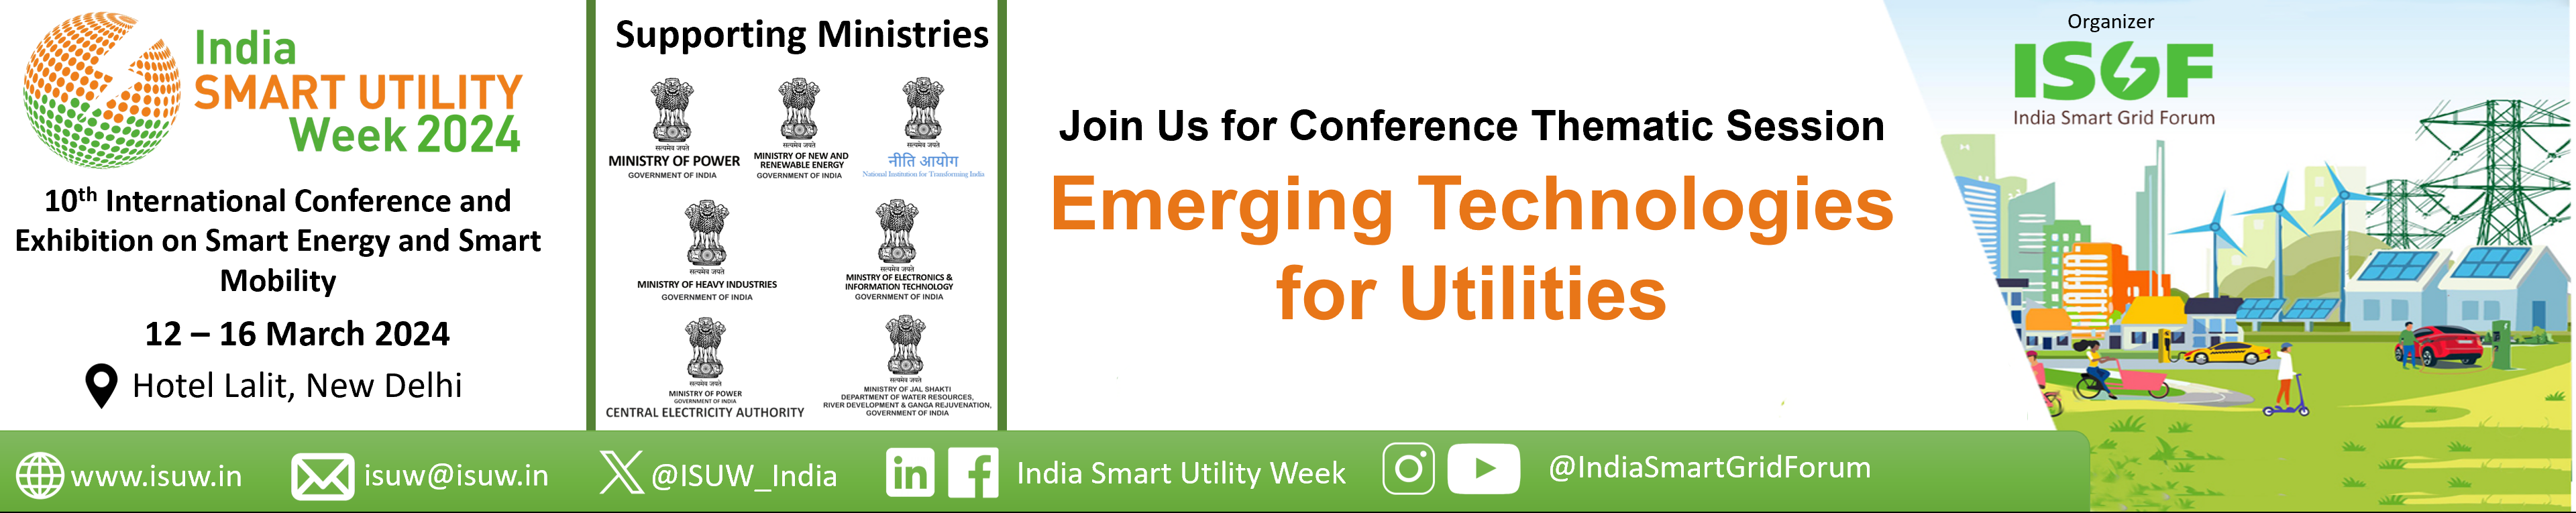 India
SMART UTILITY
Week 2024
10th International Conference and
Exhibition on Smart Energy and Smart
Mobility
12 – 16 March 2024
Hotel Lalit, New Delhi
Supporting Ministries
सत्यमेव जयते
MINISTRY OF POWER
GOVERNMENT OF INDIA
सत्यमेव जयते
MINISTRY OF NEW AND
RENEWABLE ENERGY
GOVERNMENT OF INDIA
सत्यमेव जयते
नीति आयोग
National Institution for Transforming India
सत्यमेव जयते
MINISTRY OF HEAVY INDUSTRIES
GOVERNMENT OF INDIA
सत्यमेव जयते
MINISTRY OF ELECTRONICS &
INFORMATION TECHNOLOGY
GOVERNMENT OF INDIA
सत्यमेव जयते
MINISTRY OF POWER
GOVERNMENT OF INDIA
CENTRAL ELECTRICITY AUTHORITY
सत्यमेव जयते
MINISTRY OF JAL SHAKTI
DEPARTMENT OF WATER RESOURCES,
RIVER DEVELOPMENT & GANGA REJUVENATION,
GOVERNMENT OF INDIA
Join Us for Conference Thematic Session
Emerging Technologies
for Utilities
Organizer
ISGF
India Smart Grid Forum
www.isuw.in
isuw@isuw.in
@ISUW_India
in
India Smart Utility Week
@IndiaSmartGridForum